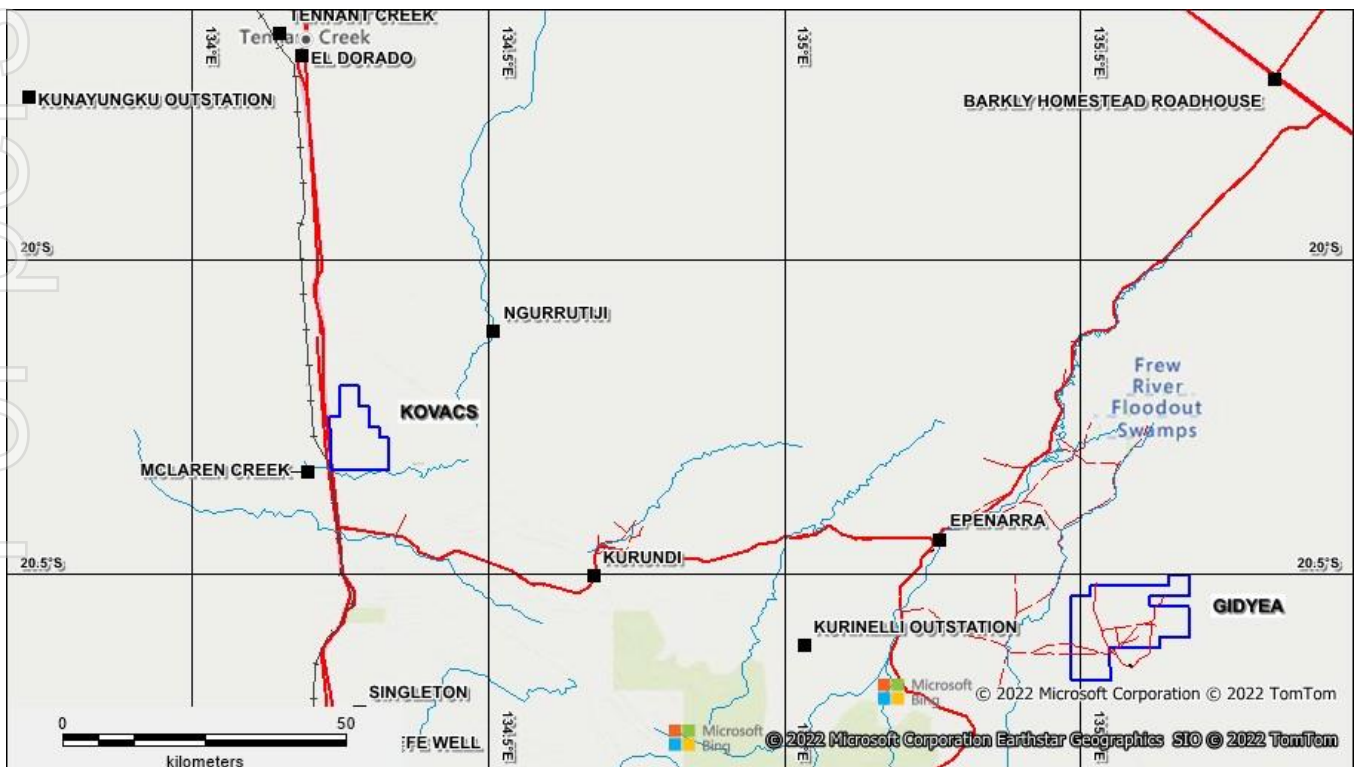 TENNANT CREEK
Tennant Creek
EL DORADO
KUNAYUNGKU OUTSTATION
134°E
134.5°E
135°E
135.5°E
BARKLY HOMESTEAD ROADHOUSE
20°S
20°S
NGURRUTIJI
KOVACS
Frew
River
Floodout
Swamps
MCLAREN CREEK
EPENARRA
KURUNDI
20.5°S
20.5°S
GIDYEA
KURINELLI OUTSTATION
SINGLETON
Microsoft
Bing
© 2022 Microsoft Corporation © 2022 TomTom
0
50
kilometers
FE WELL
134.5°E
Microsoft
Bing
© 2022 Microsoft Corporation Earthstar Geographics SIO © 2022 TomTom